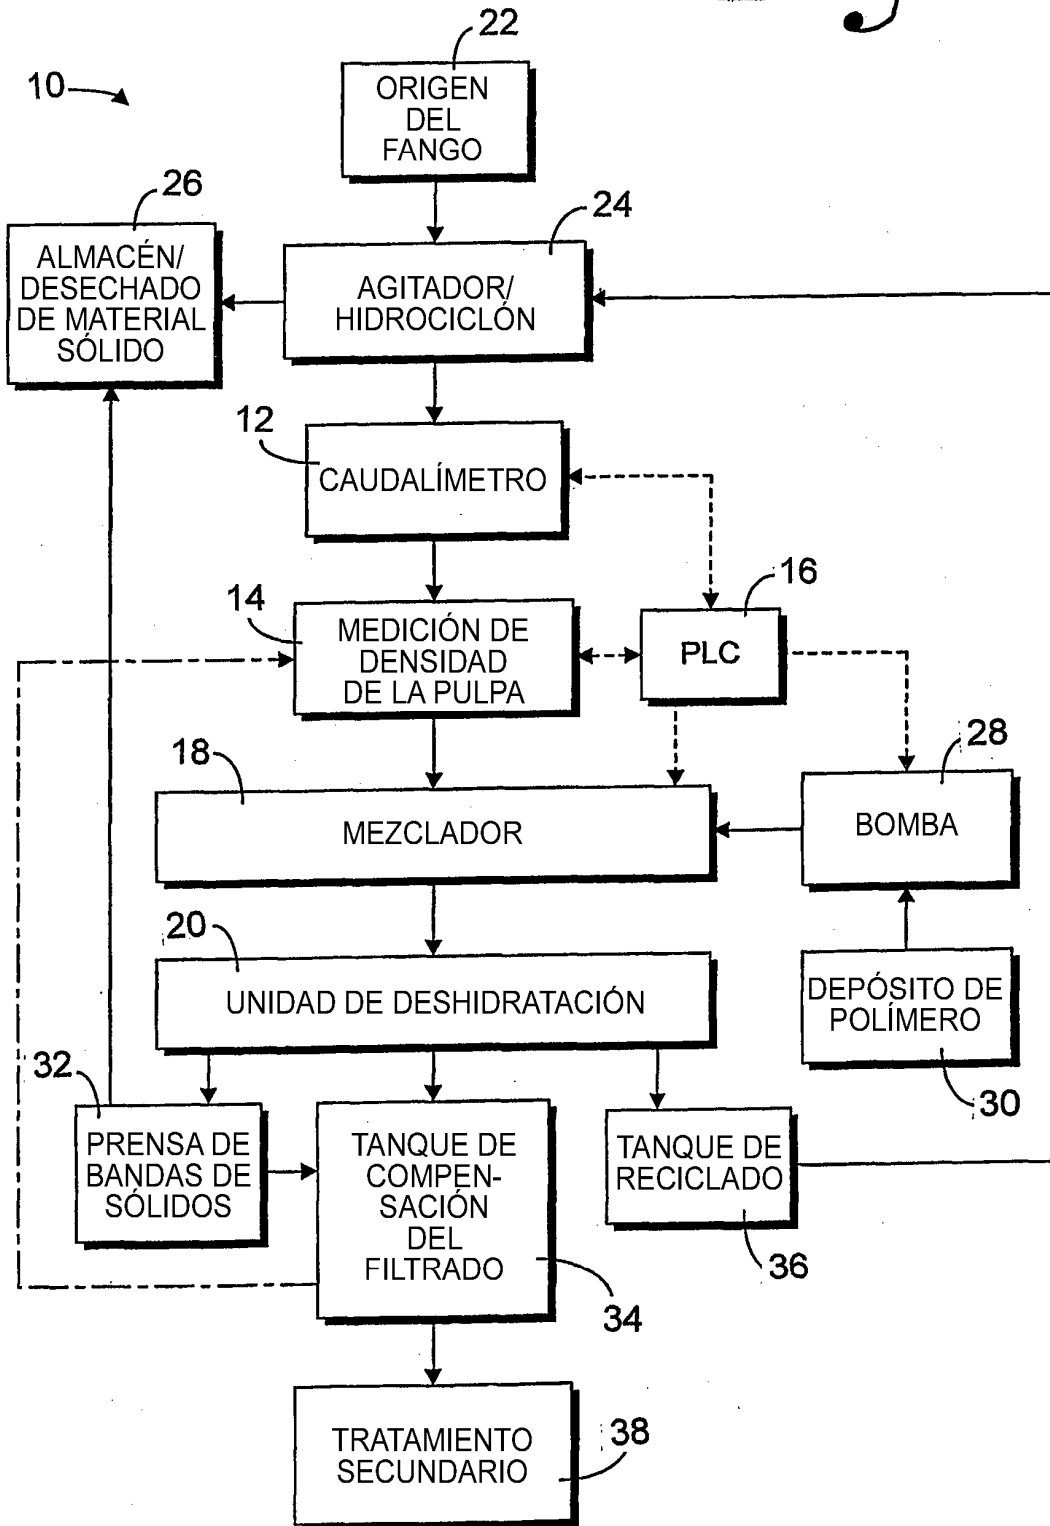 22
ORIGEN
DEL
FANGO
10
26
ALMACÉN/
DESECHADO
DE MATERIAL
SÓLIDO
24
AGITADOR/
HIDROCICLÓN
12
CAUDALÍMETRO
14
MEDICIÓN DE
DENSIDAD
DE LA PULPA
16
PLC
18
MEZCLADOR
28
BOMBA
20
UNIDAD DE DESHIDRATACIÓN
DEPÓSITO DE
POLÍMERO
30
32
PRENSA DE
BANDAS DE
SÓLIDOS
TANQUE DE
COMPEN-
SACIÓN
DEL
FILTRADO
34
TANQUE DE
RECICLADO
36
TRATAMIENTO
SECUNDARIO
38